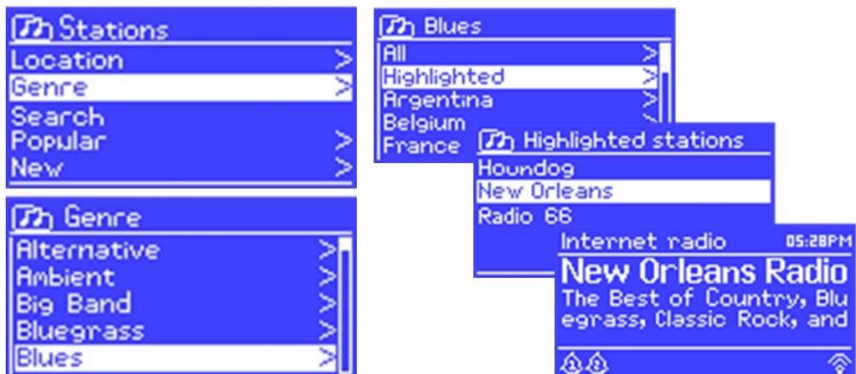 Stations
Location >
Genre >
Search
Popular >
New >
Genre
Alternative >
Ambient >
Big Band >
Bluegrass >
Blues >
Blues
All >
Highlighted >
Argentina >
Belgium
France
Highlighted stations
Houndog
New Orleans
Radio 66
Internet radio 05:28PM
New Orleans Radio
The Best of Country, Blu
egrass, Classic Rock, and
1 2